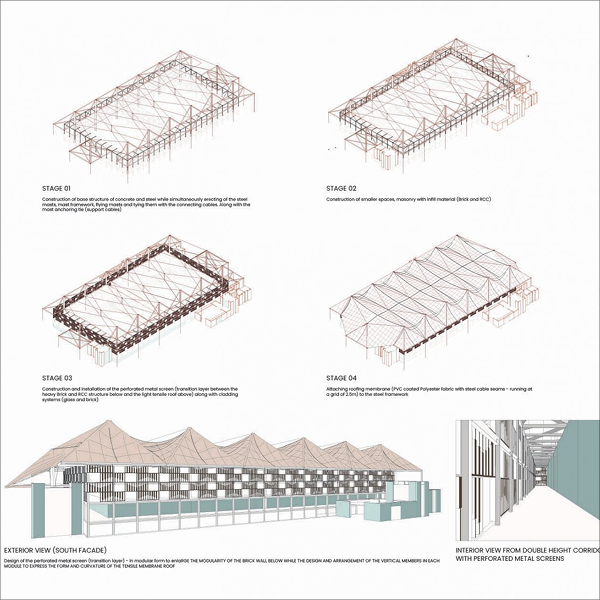 STAGE 01
Construction of base structure of concrete and steel while simultaneously erecting of the steel
masts, mast framework, flying masts and tying them with the connecting cables. Along with the
mast anchoring tie (support cables)
STAGE 02
Construction of smaller spaces, masonry with infill material (Brick and RCC)
STAGE 03
Construction and installation of the perforated metal screen (transition layer between the
heavy Brick and RCC structure below and the light tensile roof above) along with cladding
systems (glass and brick)
STAGE 04
Attaching roofing membrane (PVC coated Polyester fabric with steel cable seams - running at
a grid of 2.5m) to the steel framework
EXTERIOR VIEW (SOUTH FACADE)
Design of the perforated metal screen (transition layer) - in modular form to enlarge THE MODULARITY OF THE BRICK WALL BELOW WHILE THE DESIGN AND ARRANGEMENT OF THE VERTICAL MEMBERS IN EACH
MODULE TO EXPRESS THE FORM AND CURVATURE OF THE TENSILE MEMBRANE ROOF
INTERIOR VIEW FROM DOUBLE HEIGHT CORRIDO
WITH PERFORATED METAL SCREENS